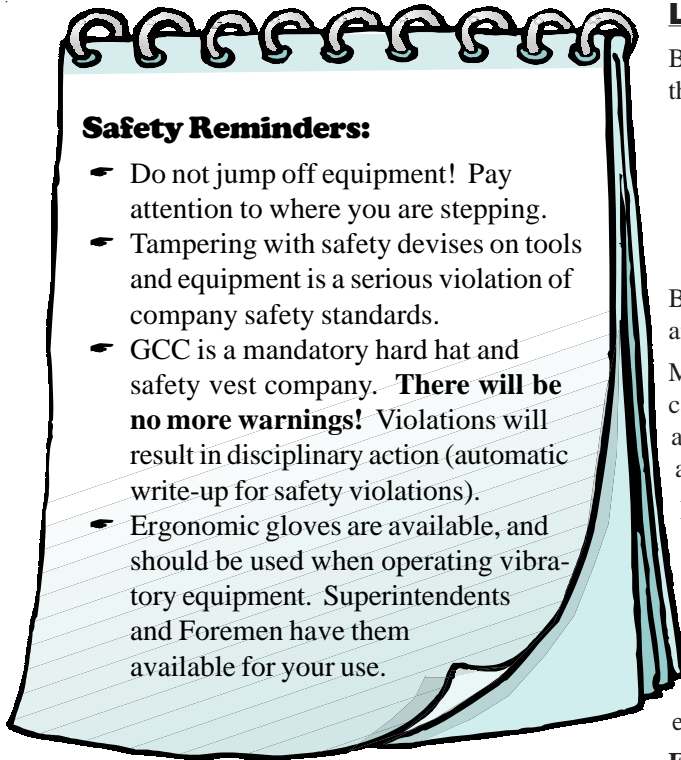 Safety Reminders:
☛ Do not jump off equipment! Pay
attention to where you are stepping.
☛ Tampering with safety devises on tools
and equipment is a serious violation of
company safety standards.
☛ GCC is a mandatory hard hat and
safety vest company. There will be
no more warnings! Violations will
result in disciplinary action (automatic
write-up for safety violations).
☛ Ergonomic gloves are available, and
should be used when operating vibra-
tory equipment. Superintendents
and Foremen have them
available for your use.